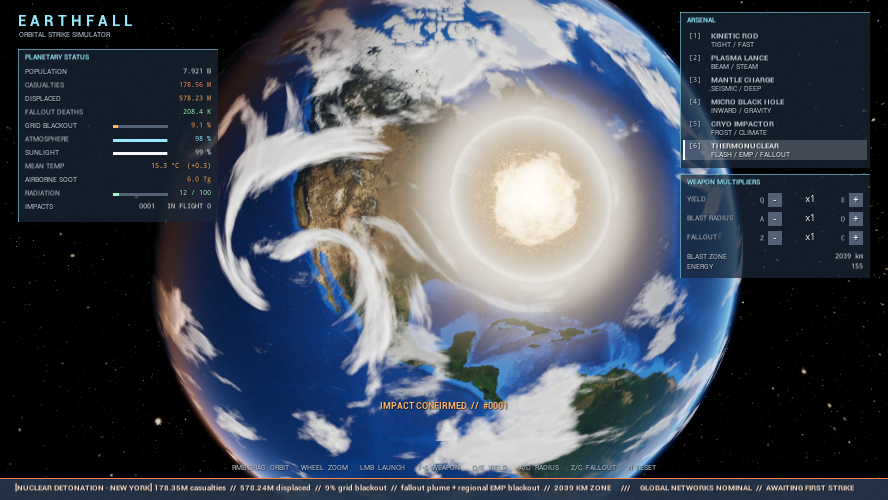 EARTHFALL
ORBITAL STRIKE SIMULATOR
PLANETARY STATUS
POPULATION 7.921 B
CASUALTIES 178.56 M
DISPLACED 578.23 M
FALLOUT DEATHS 208.4 K
GRID BLACKOUT 9.1 %
ATMOSPHERE 98 %
SUNLIGHT 99 %
MEAN TEMP 15.3 °C (+0.3)
AIRBORNE SOOT 6.0 Tg
RADIATION 12 / 100
IMPACTS 0001 IN FLIGHT 0
ARSENAL
[1] KINETIC ROD
TIGHT / FAST
[2] PLASMA LANCE
BEAM / STEAM
[3] MANTLE CHARGE
SEISMIC / DEEP
[4] MICRO BLACK HOLE
INWARD / GRAVITY
[5] CRYO IMPACTOR
FROST / CLIMATE
[6] THERMONUCLEAR
FLASH / EMP / FALLOUT
WEAPON MULTIPLIERS
YIELD Q - x1 E +
BLAST RADIUS A - x1 D +
FALLOUT Z - x1 C +
BLAST ZONE 2039 km
ENERGY 155
IMPACT CONFIRMED // #0001
RMB DRAG ORBIT WHEEL ZOOM LMB LAUNCH WEAPON A/D RADIUS Z/C FALLOUT R RESET
[NUCLEAR DETONATION - NEW YORK] 178.35M casualties // 578.24M displaced // 9% grid blackout // fallout plume + regional EMP blackout // 2039 KM ZONE /// GLOBAL NETWORKS NOMINAL // AWAITING FIRST STRIKE